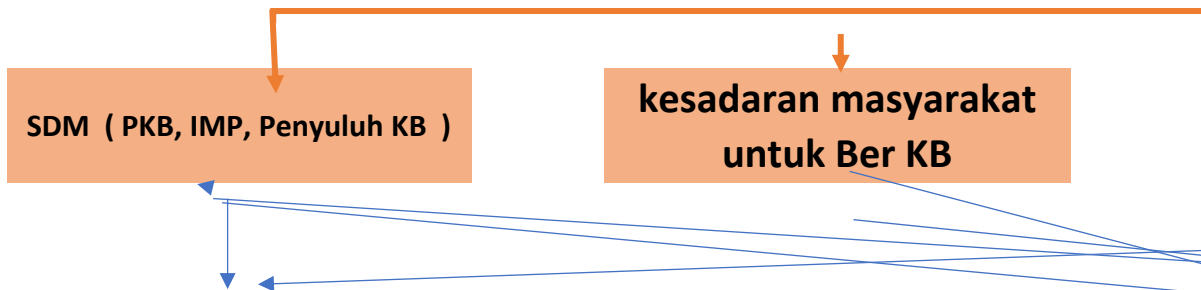 SDM ( PKB, IMP, Penyuluh KB )
kesadaran masyarakat
untuk Ber KB